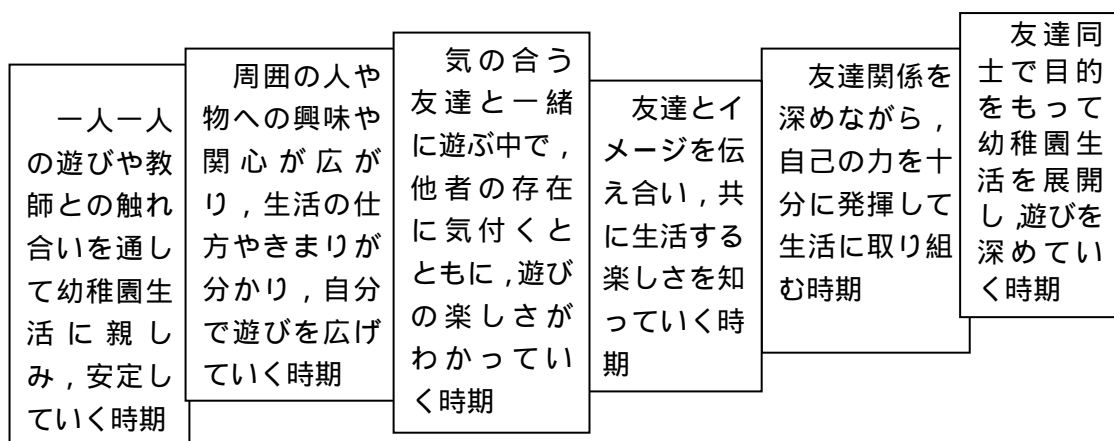 一人一人
の遊びや教
師との触れ
合いを通し
て幼稚園生
活に親し
み，安定し
ていく時期
周囲の人や
物への興味や
関心が広が
り，生活の仕
方やきまりが
分かり，自分
で遊びを広げ
ていく時期
気の合う
友達と一緒
に遊ぶ中で，
他者の存在
に気付くと
ともに，遊び
の楽しさが
わかってい
く時期
友達とイ
メージを伝
え合い，共
に生活する
楽しさを知
っていく時
期
友達関係を
深めながら，
自己の力を十
分に発揮して
生活に取り組
む時期
友達同
士で目的
をもって
幼稚園生
活を展開
し，遊びを
深めてい
く時期